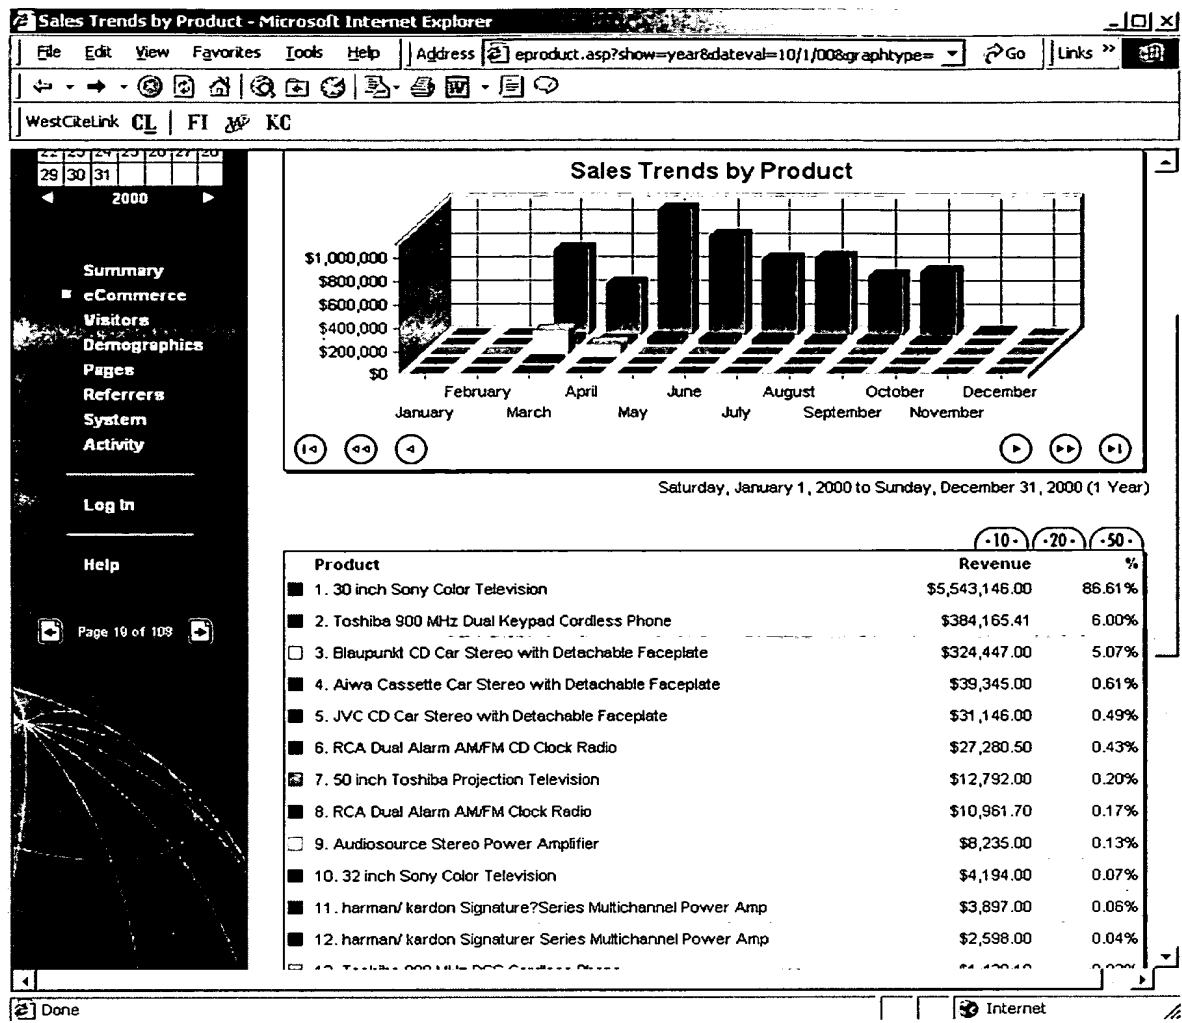 Sales Trends by Product - Microsoft Internet Explorer
File Edit View Favorites Tools Help Address eproduct.asp?show=year&dateval=10/1/00&graphtype= Go Links »
WestCiteLink CL FI KC
22 23 24 25 26 27 28
29 30 31
2000
Summary
eCommerce
Visitors
Demographics
Pages
Referrers
System
Activity
Log In
Help
Page 19 of 108
Sales Trends by Product
$1,000,000
$800,000
$600,000
$400,000
$200,000
$0
February April June August October December
January March May July September November
Saturday, January 1, 2000 to Sunday, December 31, 2000 (1 Year)
-10- -20- -50-
Product Revenue %
1. 30 inch Sony Color Television $5,543,146.00 86.61%
2. Toshiba 900 MHz Dual Keypad Cordless Phone $384,165.41 6.00%
3. Blaupunkt CD Car Stereo with Detachable Faceplate $324,447.00 5.07%
4. Aiwa Cassette Car Stereo with Detachable Faceplate $39,345.00 0.61%
5. JVC CD Car Stereo with Detachable Faceplate $31,146.00 0.49%
6. RCA Dual Alarm AM/FM CD Clock Radio $27,280.50 0.43%
7. 50 inch Toshiba Projection Television $12,792.00 0.20%
8. RCA Dual Alarm AM/FM Clock Radio $10,961.70 0.17%
9. Audiosource Stereo Power Amplifier $8,235.00 0.13%
10. 32 inch Sony Color Television $4,194.00 0.07%
11. harman/ kardon Signature?Series Multichannel Power Amp $3,897.00 0.06%
12. harman/ kardon Signaturer Series Multichannel Power Amp $2,598.00 0.04%
Done Internet